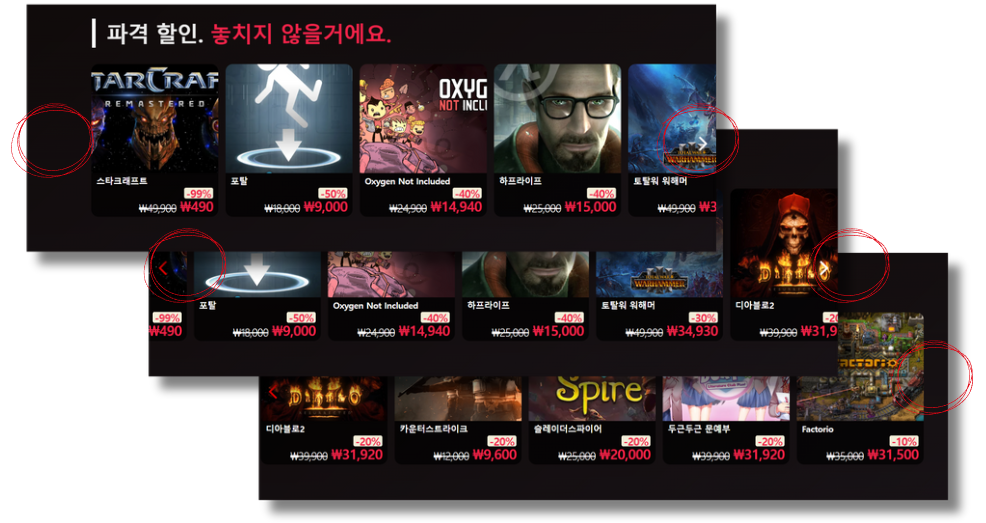 파격 할인. 놓치지 않을거에요.
TARCRAF
REMASTERED
OXYG
NOT INCLU
WARHAMMER
스타크래프트
포탈
Oxygen Not Included
하프라이프
토탈워 워해머
-99%
-50%
-40%
-40%
₩49,900 ₩490
₩18,000 ₩9,000
₩24,900 ₩14,940
₩25,000 ₩15,000
₩49,900 ₩3
WARHAMMER
DIABLO
포탈
Oxygen Not Included
하프라이프
토탈워 워해머
디아블로2
-99%
-50%
-40%
-40%
-30%
-20
₩490
₩18,000 ₩9,000
₩24,900 ₩14,940
₩25,000 ₩15,000
₩49,900 ₩34,930
₩39,900 ₩31,9
DIABLO
Spire
FACTORIO
디아블로2
카운터스트라이크
슬레이더스파이어
두근두근 문예부
Factorio
-20%
-20%
-20%
-20%
-10%
₩39,900 ₩31,920
₩12,000 ₩9,600
₩25,000 ₩20,000
₩39,900 ₩31,920
₩35,000 ₩31,500